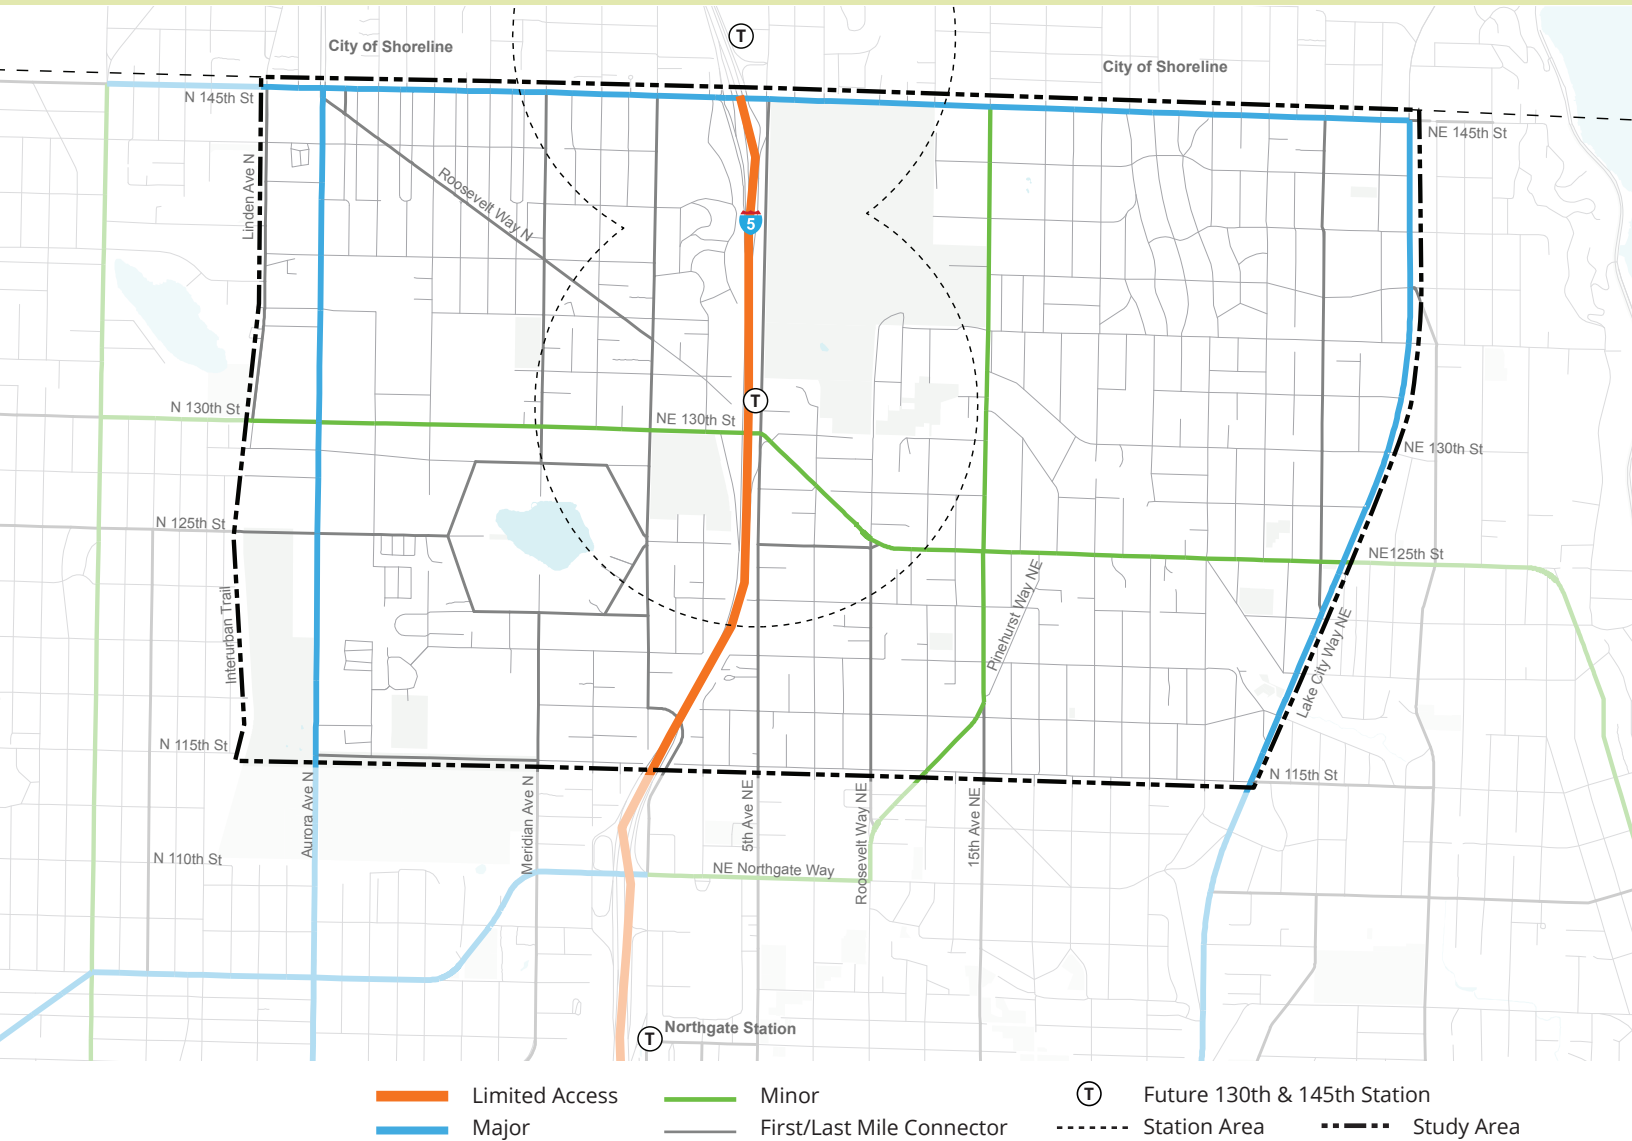 T
City of Shoreline
City of Shoreline
N 145th St
NE 145th St
Linden Ave N
Roosevelt Way N
5
T
N 130th St
NE 130th St
NE 130th St
N 125th St
NE125th St
Interurban Trail
Pinehurst Way NE
Lake City Way NE
N 115th St
N 115th St
Aurora Ave N
Meridian Ave N
5th Ave NE
Roosevelt Way NE
15th Ave NE
N 110th St
NE Northgate Way
T Northgate Station
Limited Access
Minor
T Future 130th & 145th Station
Major
First/Last Mile Connector
Station Area
Study Area